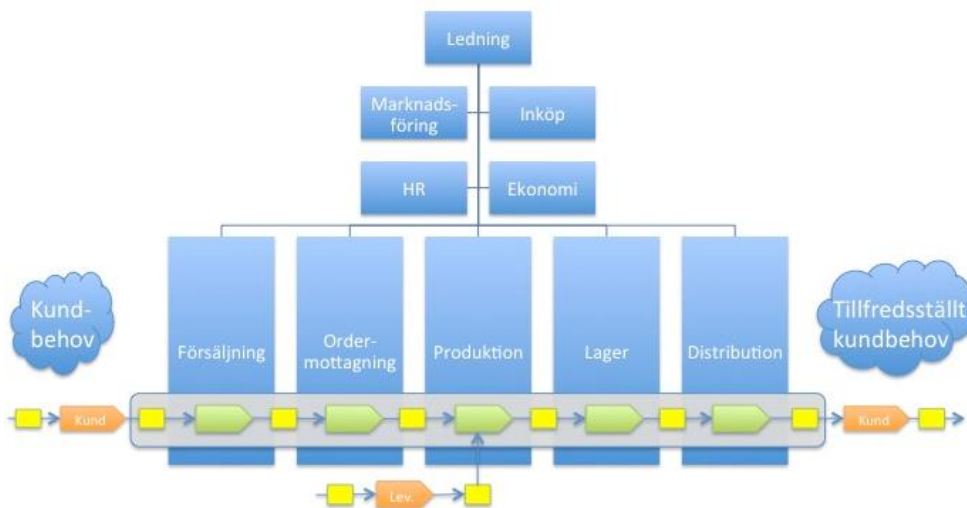 Ledning
Marknads-
föring
Inköp
HR
Ekonomi
Kund-
behov
Försäljning
Order-
mottagning
Produktion
Lager
Distribution
Tillfredsställt
kundbehov
Kund
Kund
Lev.